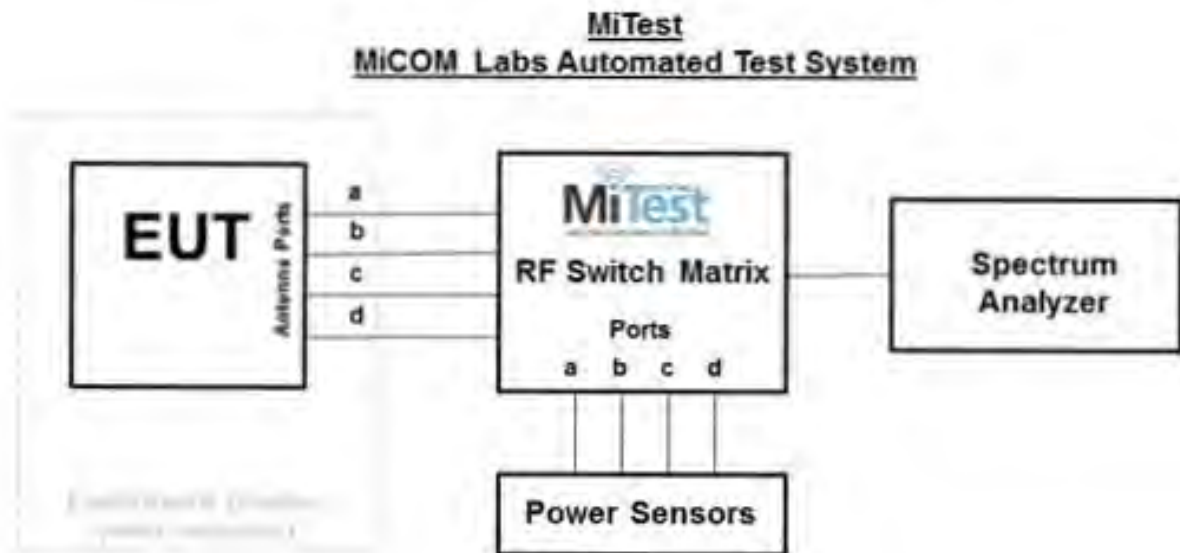 MiTest
MiCOM Labs Automated Test System
EUT
Antenna Ports
a
b
c
d
MiTest
RF Switch Matrix
Ports
a b c d
Spectrum
Analyzer
Power Sensors